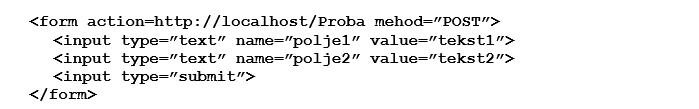 <form action=http://localhost/Proba mehod="POST">
<input type="text" name="polje1" value="tekst1">
<input type="text" name="polje2" value="tekst2">
<input type="submit">
</form>